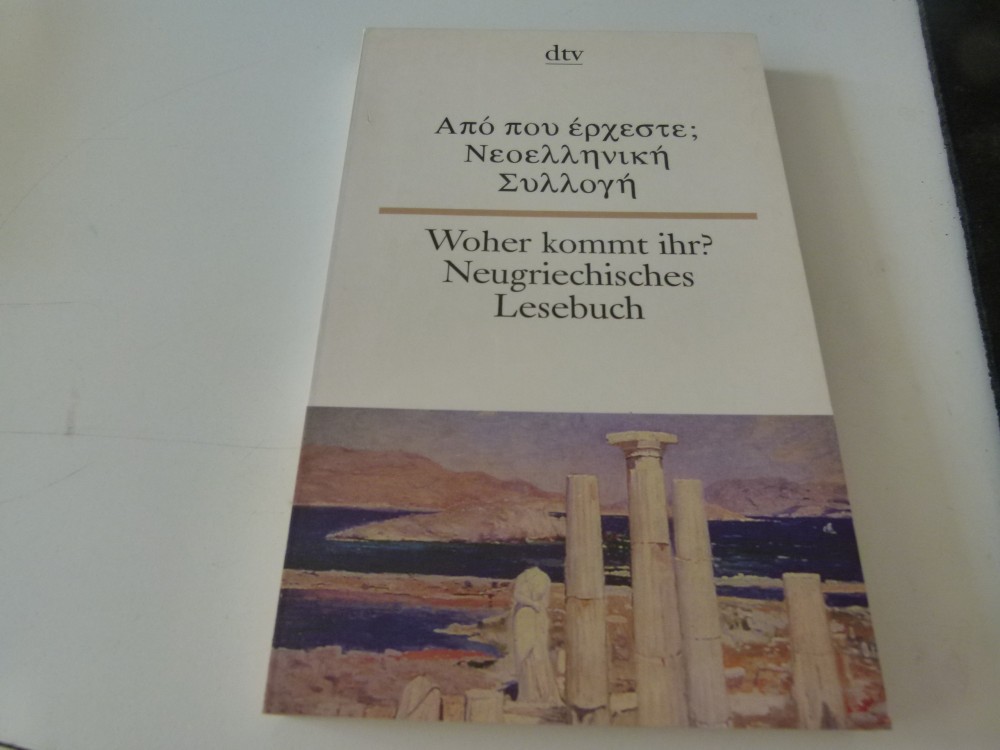 dtv
Από που έρχεστε;
Νεοελληνική
Συλλογή
Woher kommt ihr?
Neugriechisches
Lesebuch